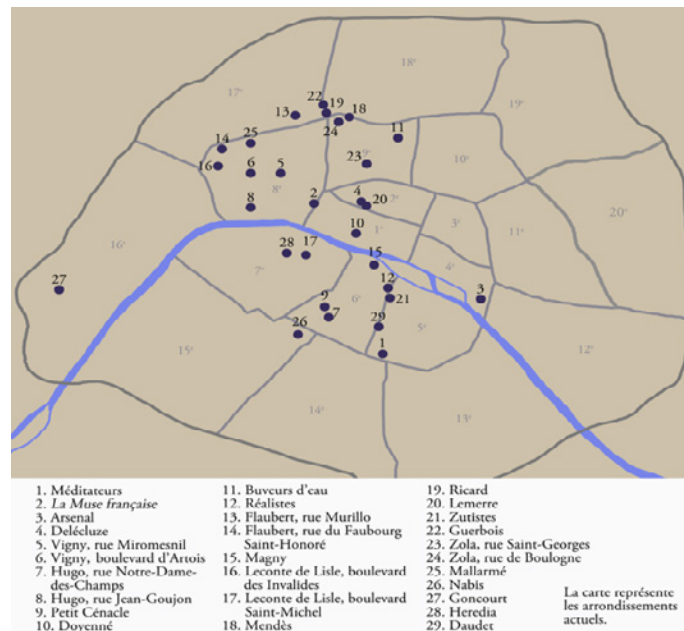 18e
17e
19e
22
19
13
18
24
11
14
25
9e
23
10e
16
6
5
8e
4
2
20
2e
8
1er
3e
11e
20e
10
16e
28
17
15
7e
4e
27
12
3
9
6e
21
7
29
5e
26
1
15e
12e
14e
13e
1. Méditateurs
2. La Muse française
3. Arsenal
4. Delécluze
5. Vigny, rue Miromesnil
6. Vigny, boulevard d'Artois
7. Hugo, rue Notre-Dame-
des-Champs
8. Hugo, rue Jean-Goujon
9. Petit Cénacle
10. Doyenné
11. Buveurs d'eau
12. Réalistes
13. Flaubert, rue Murillo
14. Flaubert, rue du Faubourg
Saint-Honoré
15. Magny
16. Leconte de Lisle, boulevard
des Invalides
17. Leconte de Lisle, boulevard
Saint-Michel
18. Mendès
19. Ricard
20. Lemerre
21. Zutistes
22. Guerbois
23. Zola, rue Saint-Georges
24. Zola, rue de Boulogne
25. Mallarmé
26. Nabis
27. Goncourt
28. Heredia
29. Daudet
La carte représente
les arrondissements
actuels.